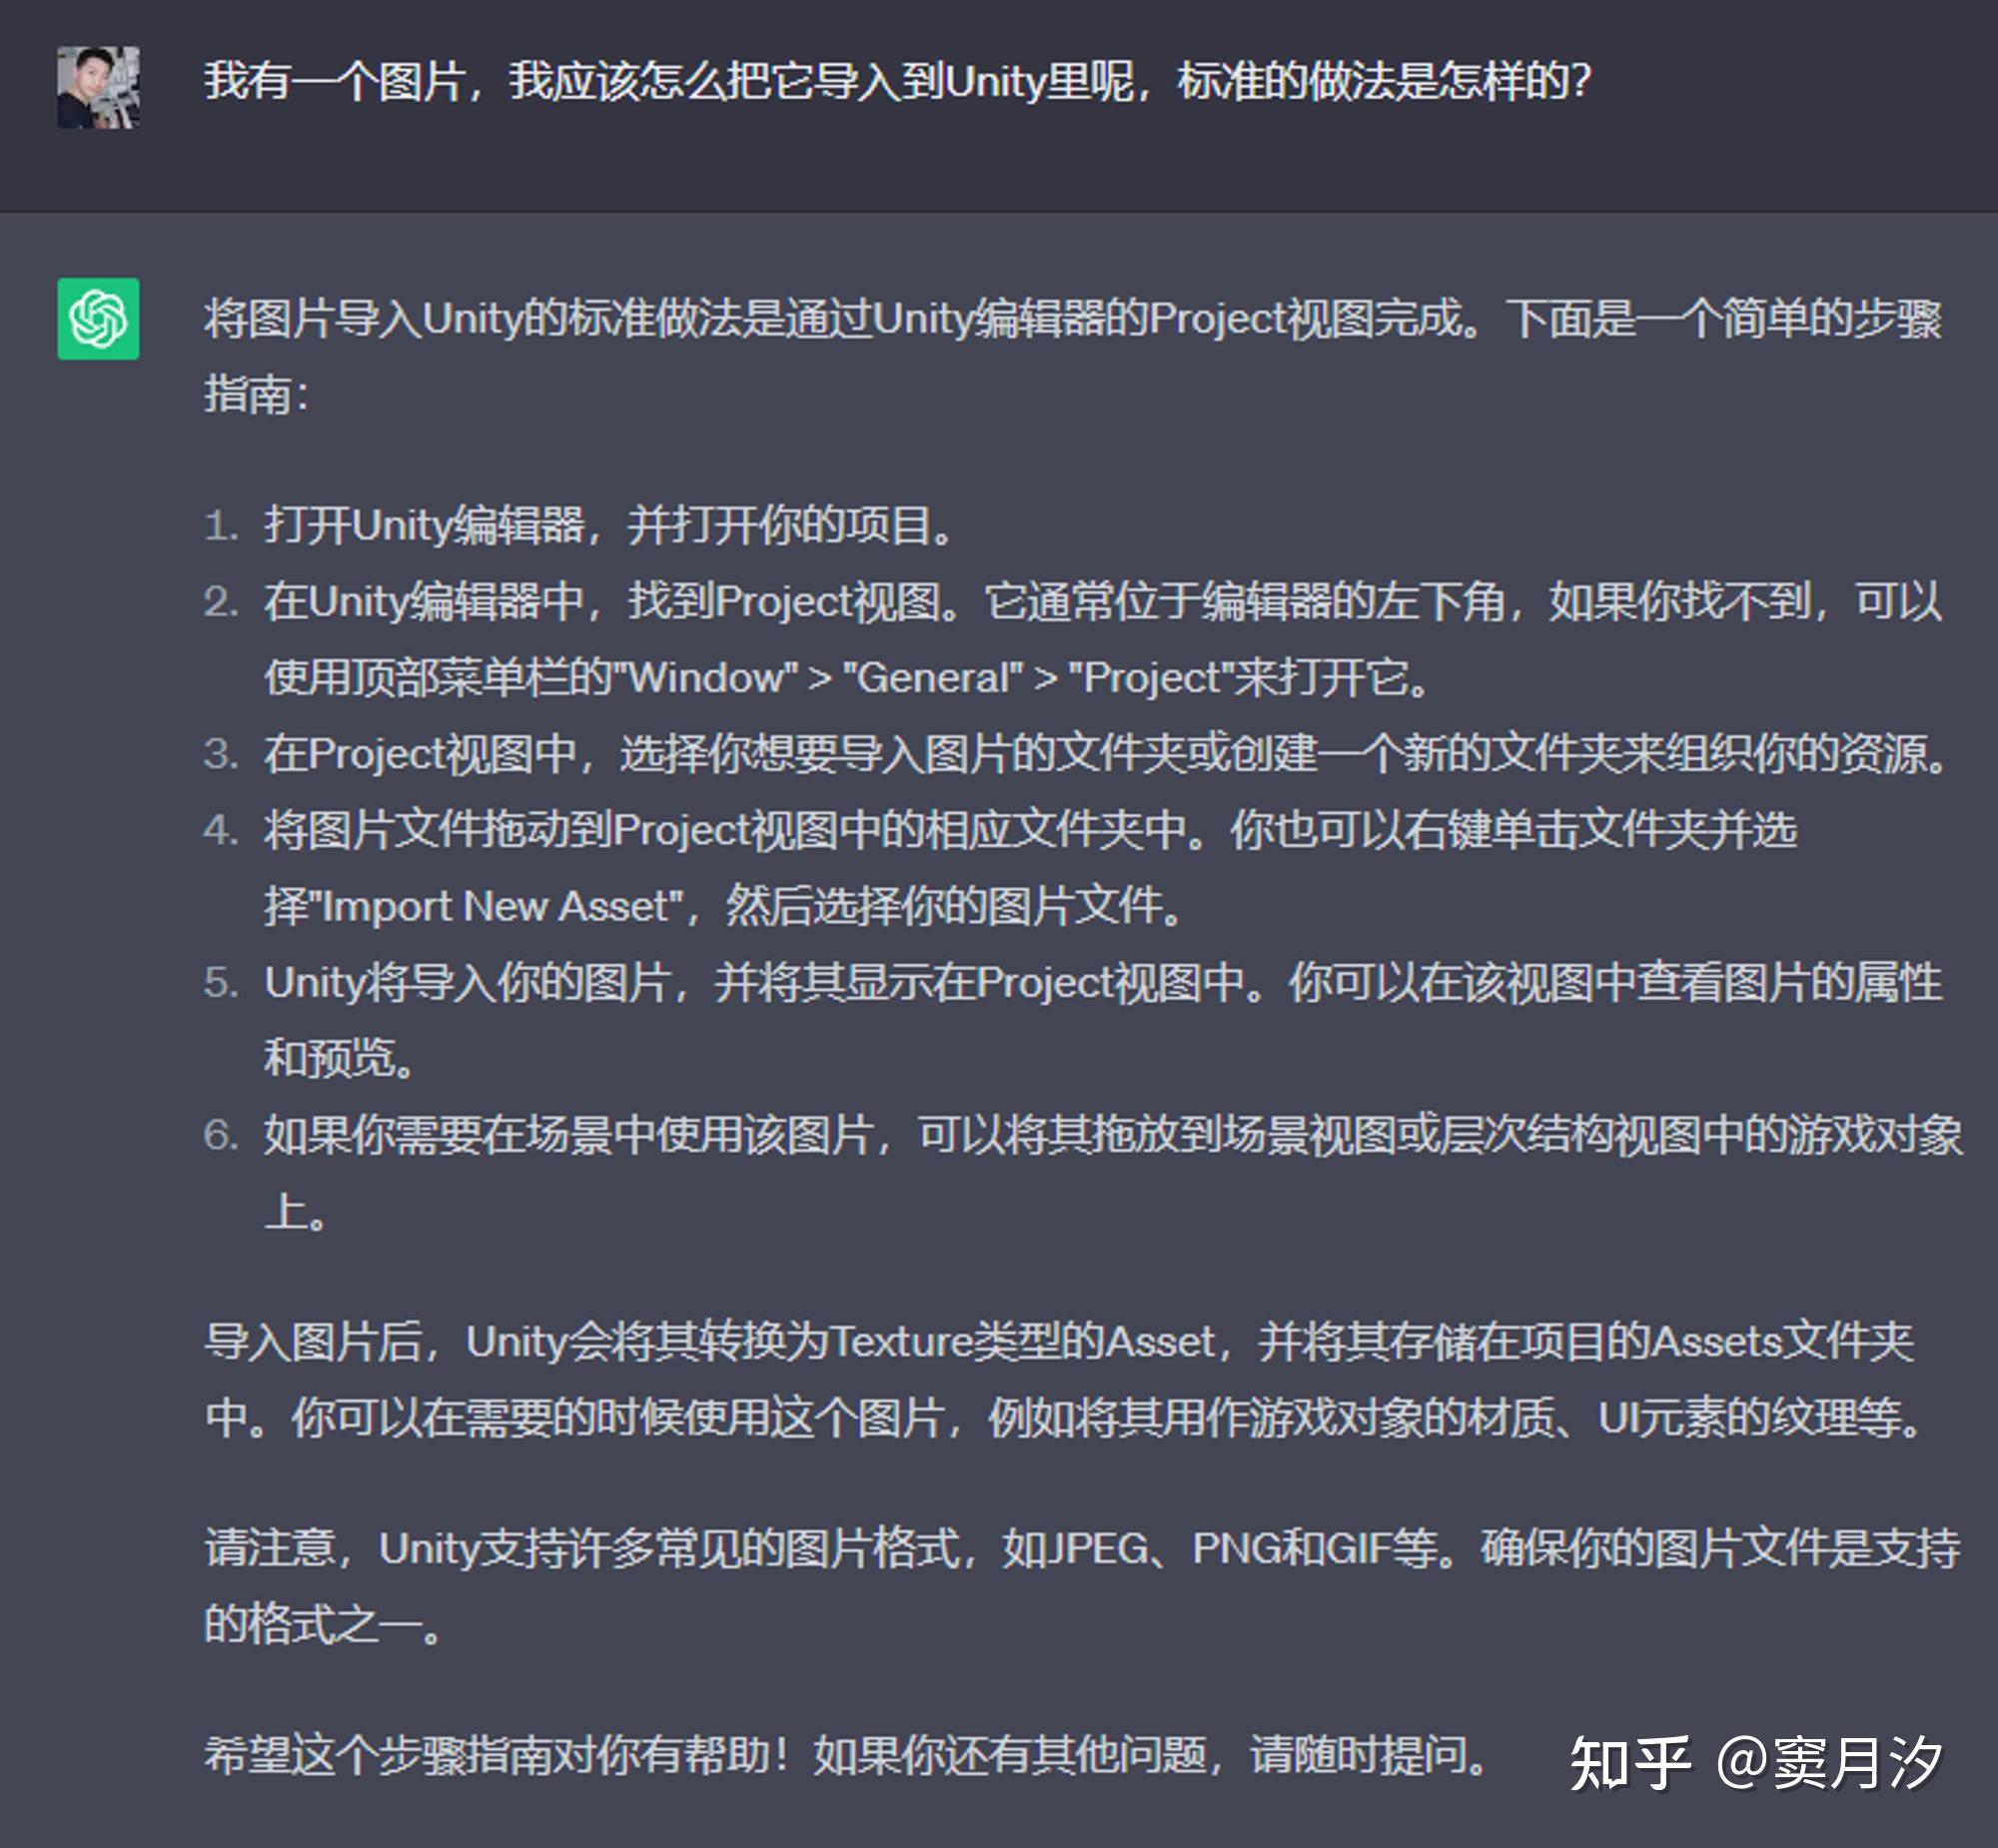 我有一个图片，我应该怎么把它导入到Unity里呢，标准的做法是怎样的？
将图片导入Unity的标准做法是通过Unity编辑器的Project视图完成。下面是一个简单的步骤
指南：
1. 打开Unity编辑器，并打开你的项目。
2. 在Unity编辑器中，找到Project视图。它通常位于编辑器的左下角，如果你找不到，可以
使用顶部菜单栏的"Window" > "General" > "Project"来打开它。
3. 在Project视图中，选择你想要导入图片的文件夹或创建一个新的文件夹来组织你的资源。
4. 将图片文件拖动到Project视图中的相应文件夹中。你也可以右键单击文件夹并选
择"Import New Asset"，然后选择你的图片文件。
5. Unity将导入你的图片，并将其显示在Project视图中。你可以在该视图中查看图片的属性
和预览。
6. 如果你需要在场景中使用该图片，可以将其拖放到场景视图或层次结构视图中的游戏对象
上。
导入图片后，Unity会将其转换为Texture类型的Asset，并将其存储在项目的Assets文件夹
中。你可以在需要的时候使用这个图片，例如将其用作游戏对象的材质、UI元素的纹理等。
请注意，Unity支持许多常见的图片格式，如JPEG、PNG和GIF等。确保你的图片文件是支持
的格式之一。
希望这个步骤指南对你有帮助！如果你还有其他问题，请随时提问。
知乎 @窦月汐